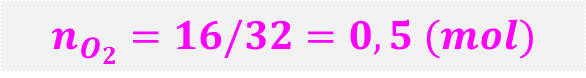 n_{O_2} = 16/32 = 0,5 (mol)